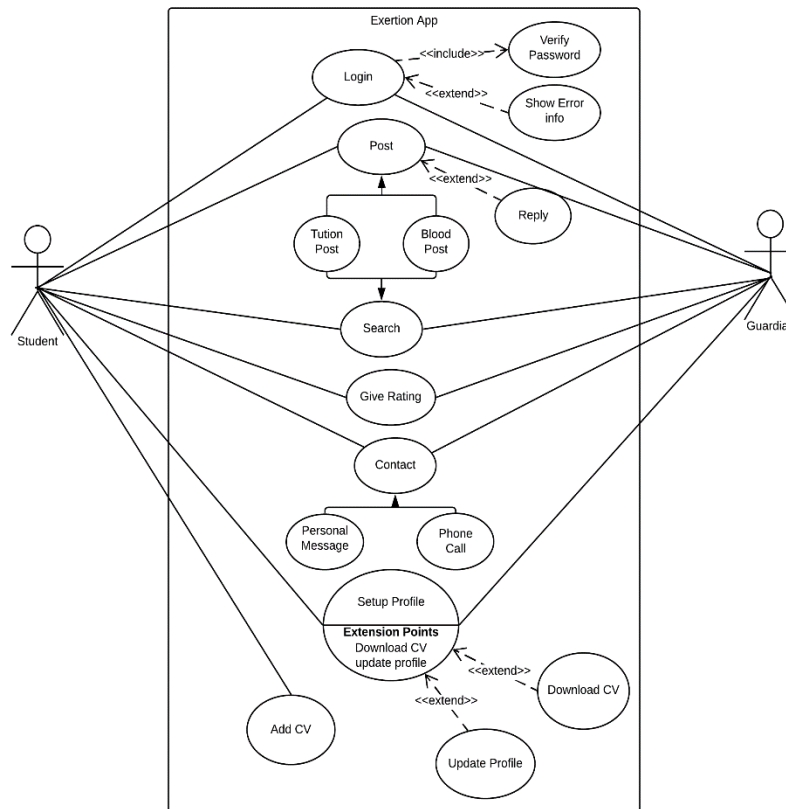 Exertion App
Verify
Password
<<include>>
Login
<<extend>>
Show Error
info
Post
<<extend>>
Reply
Tution
Post
Blood
Post
Search
Student
Guardia
Give Rating
Contact
Personal
Message
Phone
Call
Setup Profile
Extension Points
Download CV
update profile
<<extend>>
Download CV
<<extend>>
Add CV
Update Profile